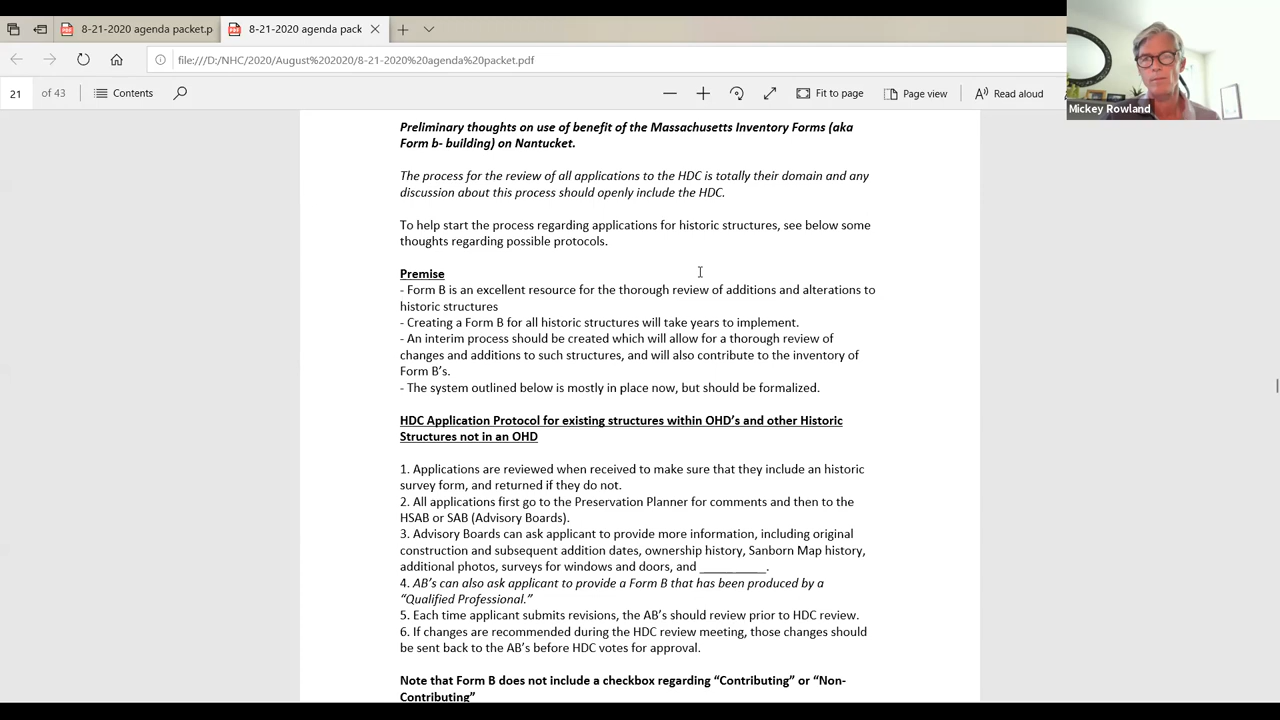 8-21-2020 agenda packet.p
8-21-2020 agenda pack
file:///D:/NHC/2020/August%202020/8-21-2020%20agenda%20packet.pdf
21 of 43 Contents Fit to page Page view Read aloud
Mickey Rowland
Preliminary thoughts on use of benefit of the Massachusetts Inventory Forms (aka
Form b- building) on Nantucket.
The process for the review of all applications to the HDC is totally their domain and any
discussion about this process should openly include the HDC.
To help start the process regarding applications for historic structures, see below some
thoughts regarding possible protocols.
Premise
- Form B is an excellent resource for the thorough review of additions and alterations to
historic structures
- Creating a Form B for all historic structures will take years to implement.
- An interim process should be created which will allow for a thorough review of
changes and additions to such structures, and will also contribute to the inventory of
Form B's.
- The system outlined below is mostly in place now, but should be formalized.
HDC Application Protocol for existing structures within OHD's and other Historic
Structures not in an OHD
1. Applications are reviewed when received to make sure that they include an historic
survey form, and returned if they do not.
2. All applications first go to the Preservation Planner for comments and then to the
HSAB or SAB (Advisory Boards).
3. Advisory Boards can ask applicant to provide more information, including original
construction and subsequent addition dates, ownership history, Sanborn Map history,
additional photos, surveys for windows and doors, and ___________.
4. AB's can also ask applicant to provide a Form B that has been produced by a
“Qualified Professional.”
5. Each time applicant submits revisions, the AB's should review prior to HDC review.
6. If changes are recommended during the HDC review meeting, those changes should
be sent back to the AB's before HDC votes for approval.
Note that Form B does not include a checkbox regarding “Contributing” or “Non-
Contributing”